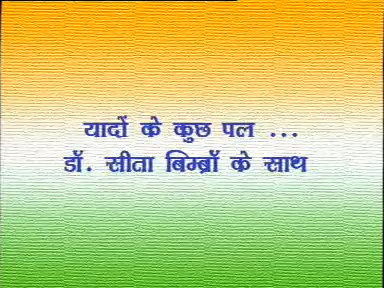 यादों के कुछ पल ...
डॉ. सीता बिम्ब्रॉ के साथ